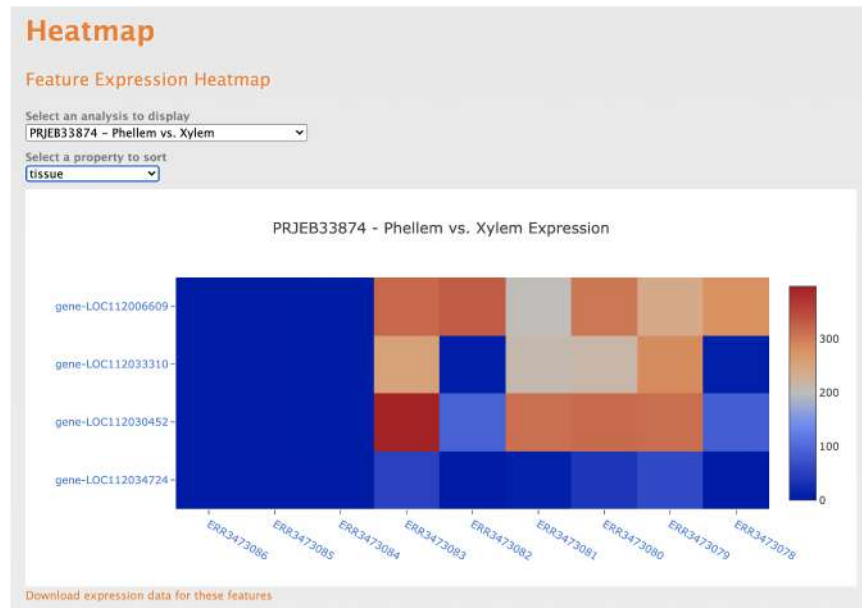 Heatmap
Feature Expression Heatmap
Select an analysis to display
PRJEB33874 – Phellem vs. Xylem
Select a property to sort
tissue
PRJEB33874 - Phellem vs. Xylem Expression
gene-LOC112006609
gene-LOC112033310
gene-LOC112030452
gene-LOC112034724
300
200
100
0
ERR3473086
ERR3473085
ERR3473084
ERR3473083
ERR3473082
ERR3473081
ERR3473080
ERR3473079
ERR3473078
Download expression data for these features